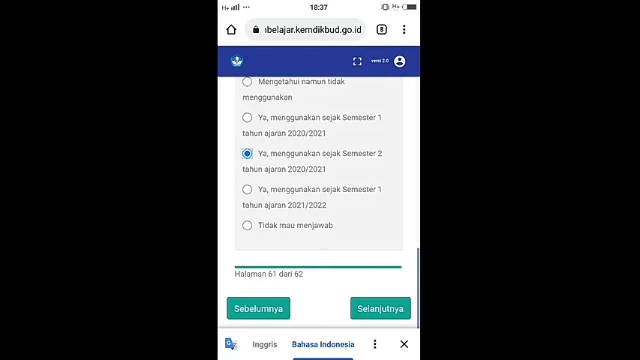 18:37
ıbelajar.kemdikbud.go.id
8
versi 2.0
Mengetahui namun tidak
menggunakan
Ya, menggunakan sejak Semester 1
tahun ajaran 2020/2021
Ya, menggunakan sejak Semester 2
tahun ajaran 2020/2021
Ya, menggunakan sejak Semester 1
tahun ajaran 2021/2022
Tidak mau menjawab
Halaman 61 dari 62
Sebelumnya
Selanjutnya
Inggris
Bahasa Indonesia